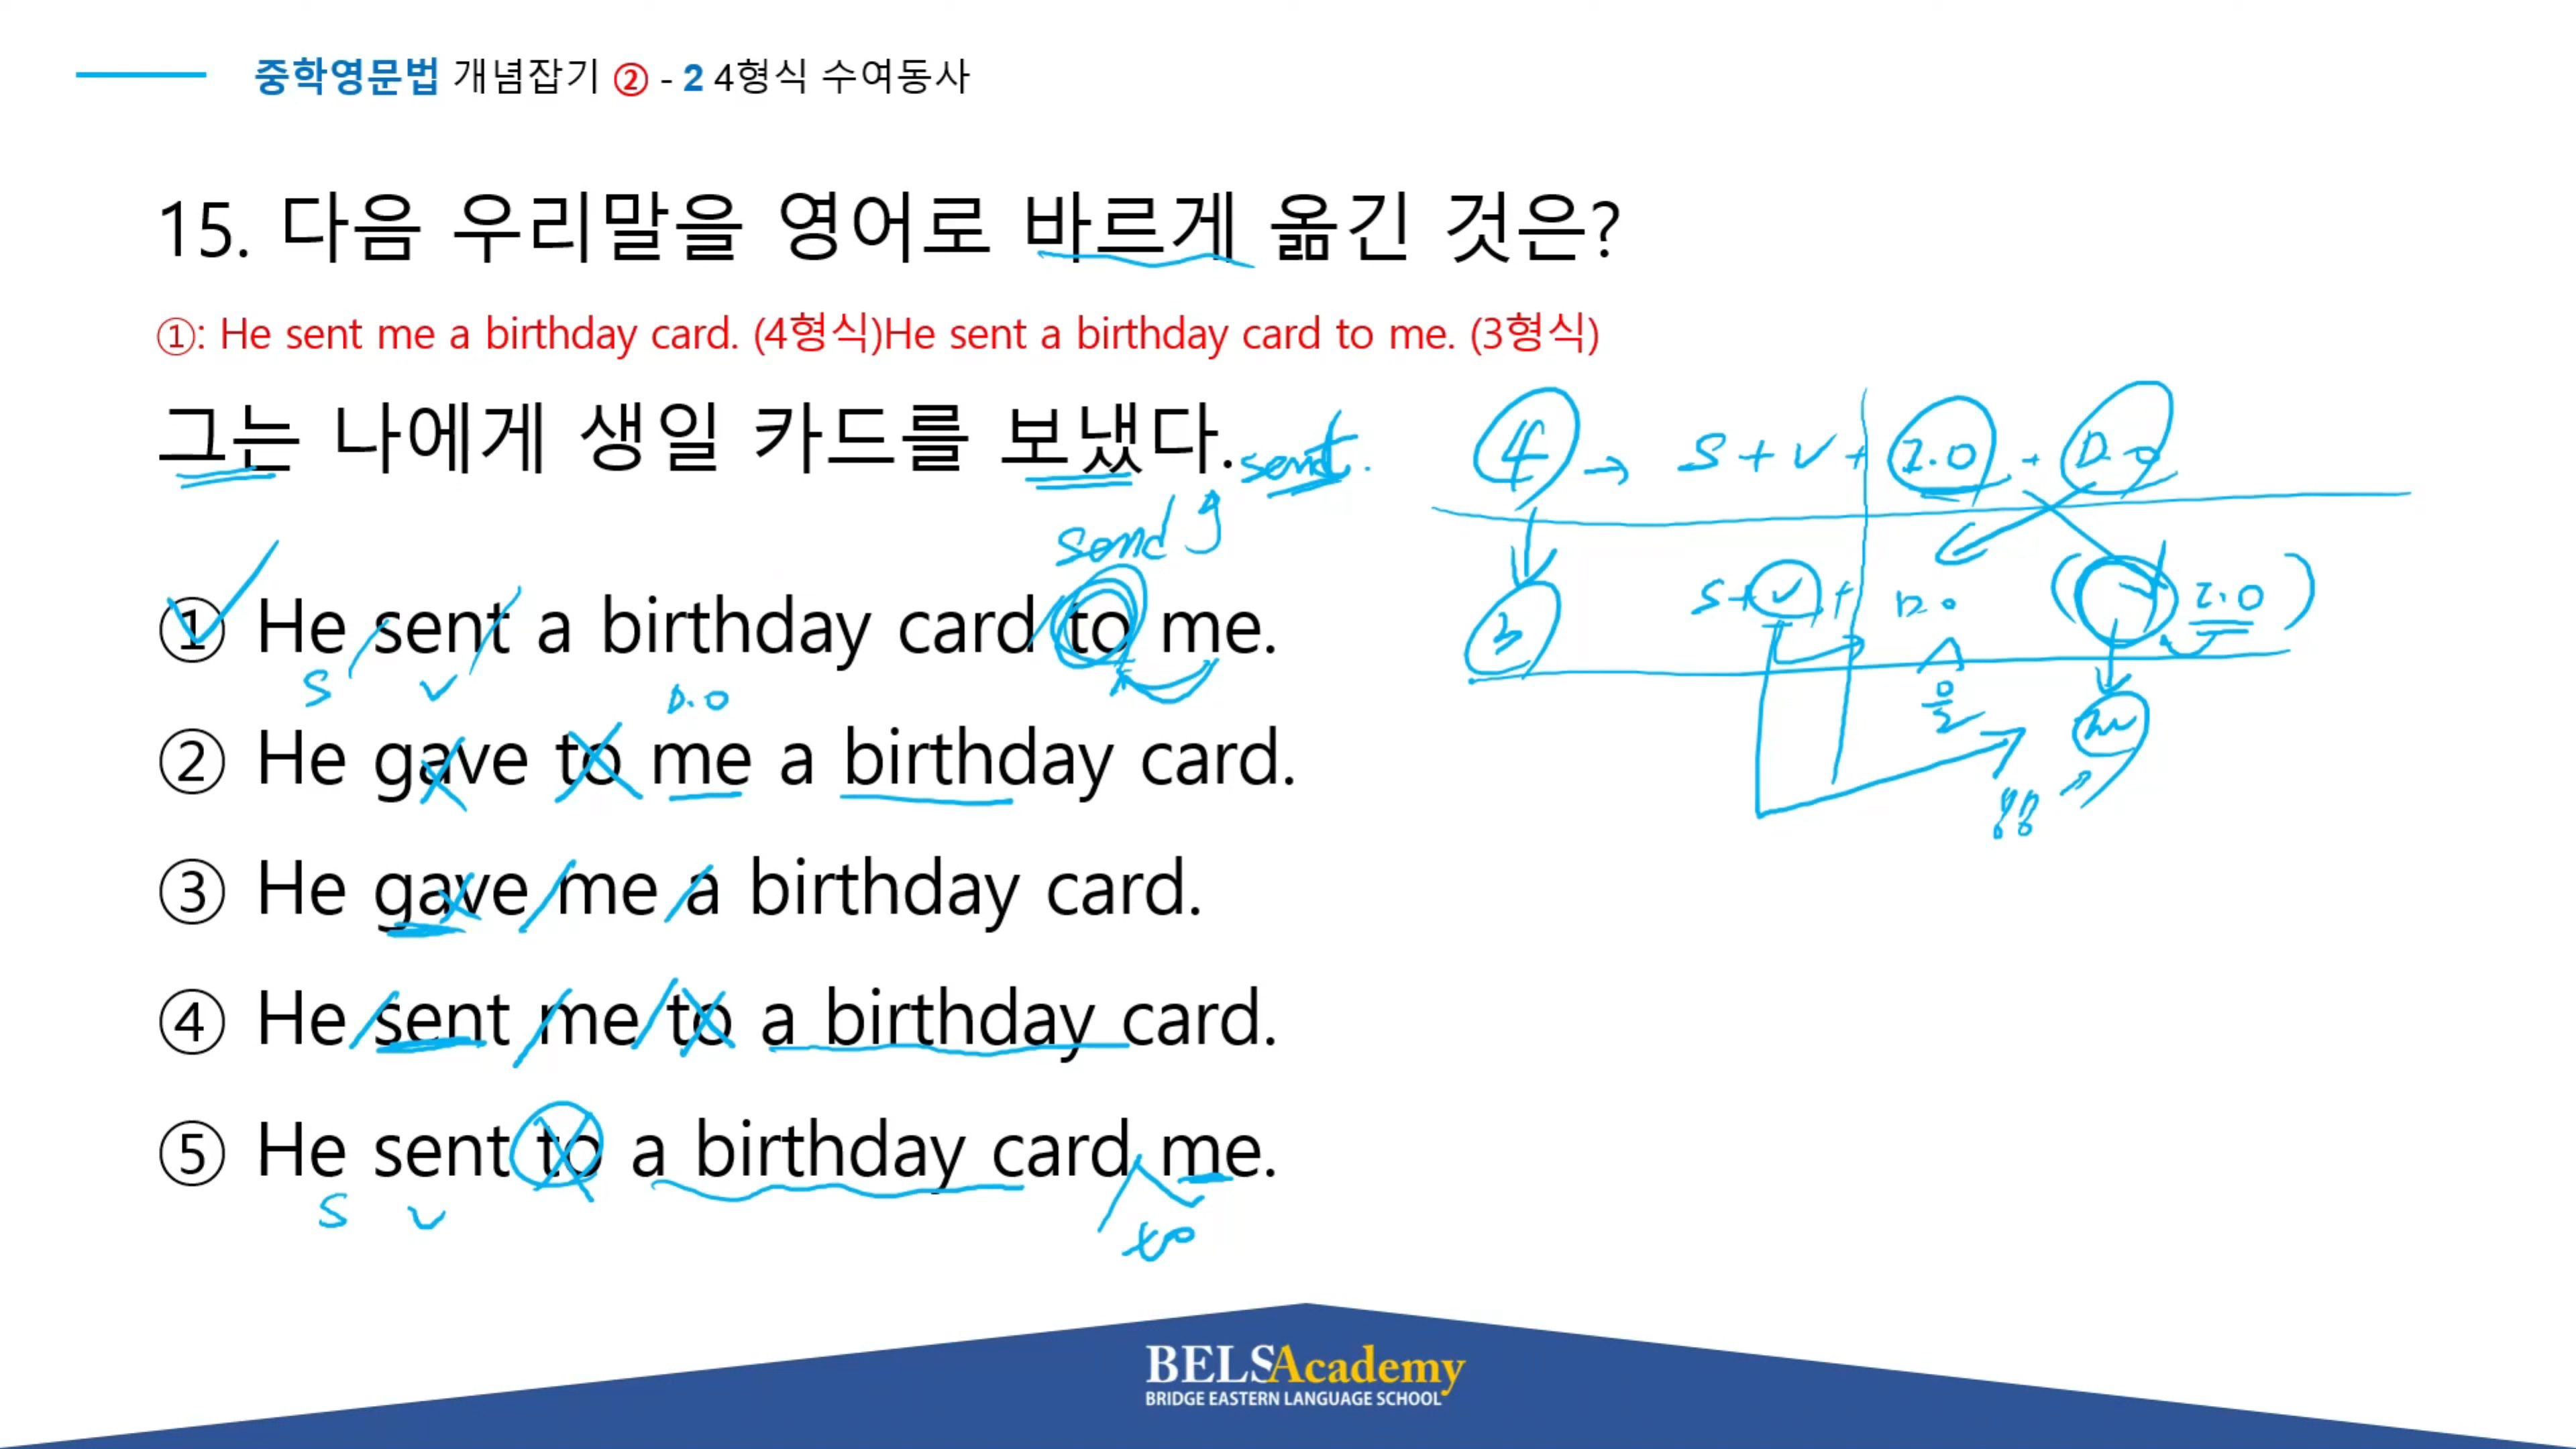 중학영문법 개념잡기 ② - 2 4형식 수여동사
15. 다음 우리말을 영어로 바르게 옮긴 것은?
①: He sent me a birthday card. (4형식)He sent a birthday card to me. (3형식)
그는 나에게 생일 카드를 보냈다.
sent.
send
4 → S + V + I.O + D.O
3 S + V + D.O ( I.O )
을
① He sent a birthday card to me.
S V D.O
② He gave to me a birthday card.
③ He gave me a birthday card.
④ He sent me to a birthday card.
⑤ He sent to a birthday card me.
S V to
BELSAcademy
BRIDGE EASTERN LANGUAGE SCHOOL